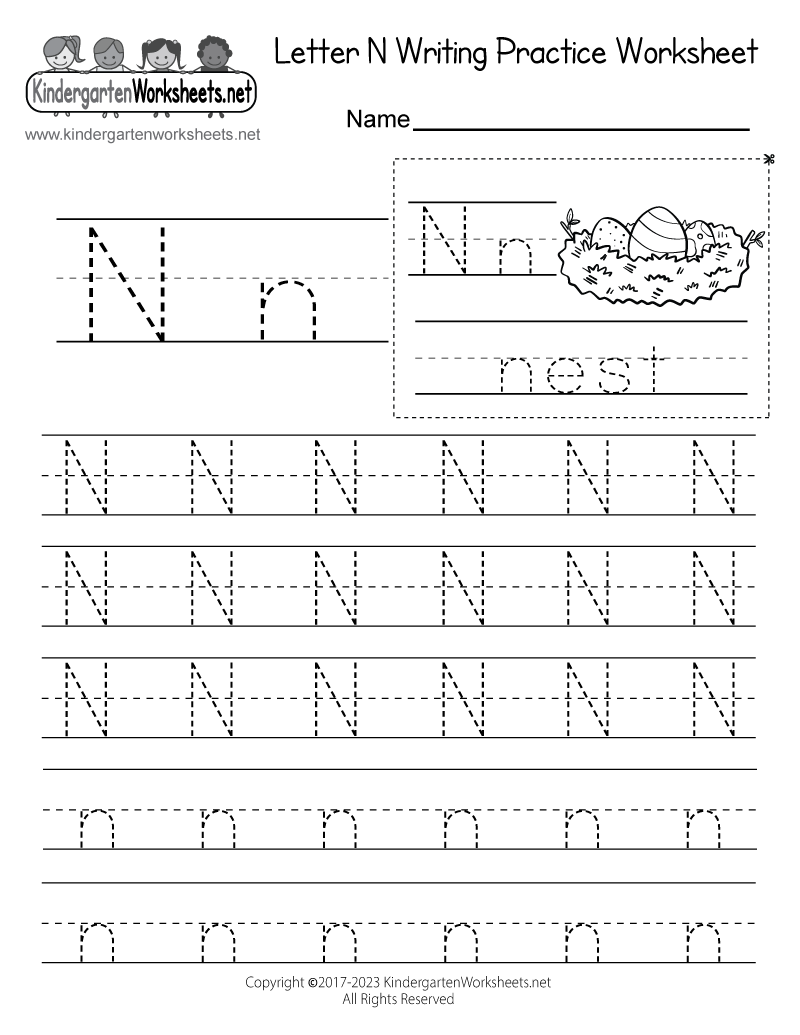 Letter N Writing Practice Worksheet
KindergartenWorksheets.net
www.kindergartenworksheets.net
Name
N n
N n
nest
N N N N N N
N N N N N N
N N N N N N
n n n n n n
n n n n n n
Copyright ©2017-2023 KindergartenWorksheets.net
All Rights Reserved